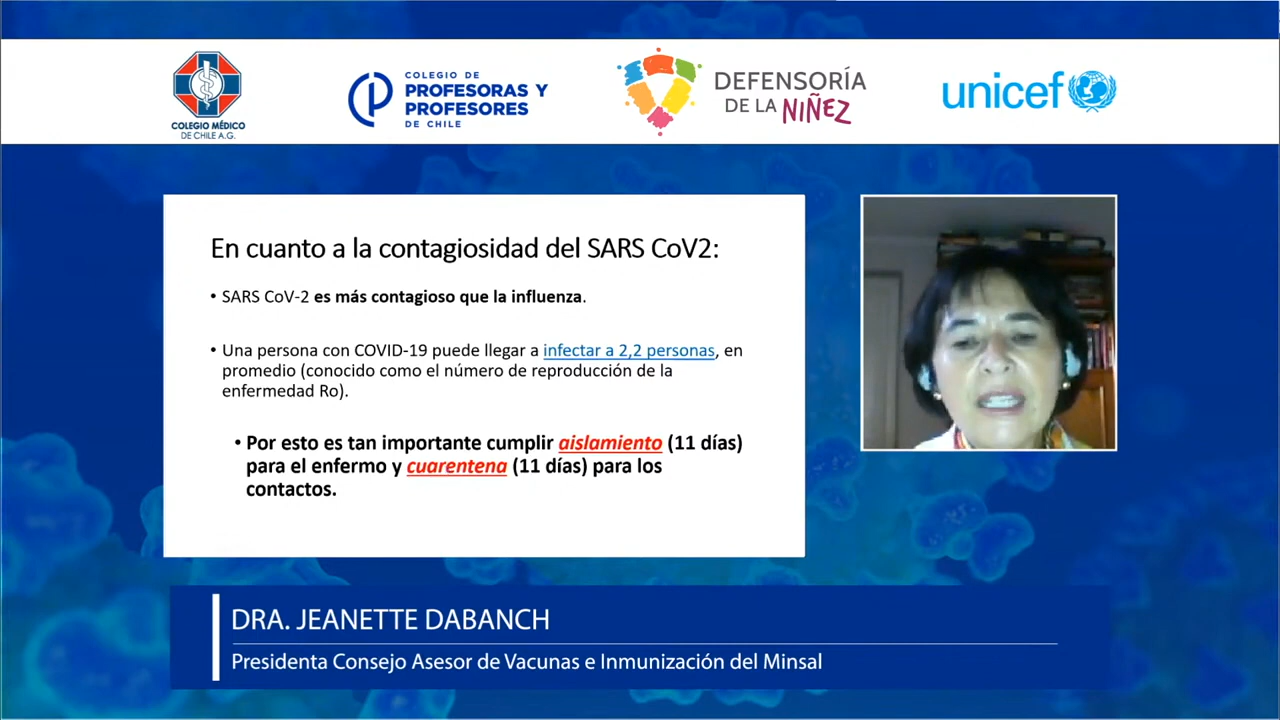 COLEGIO MÉDICO
DE CHILE A.G.
COLEGIO DE
PROFESORAS Y
PROFESORES
DE CHILE
DEFENSORÍA
DE LA NIÑEZ
unicef
En cuanto a la contagiosidad del SARS CoV2:
• SARS CoV-2 es más contagioso que la influenza.
• Una persona con COVID-19 puede llegar a infectar a 2,2 personas, en
promedio (conocido como el número de reproducción de la
enfermedad Ro).
• Por esto es tan importante cumplir aislamiento (11 días)
para el enfermo y cuarentena (11 días) para los
contactos.
DRA. JEANETTE DABANCH
Presidenta Consejo Asesor de Vacunas e Inmunización del Minsal